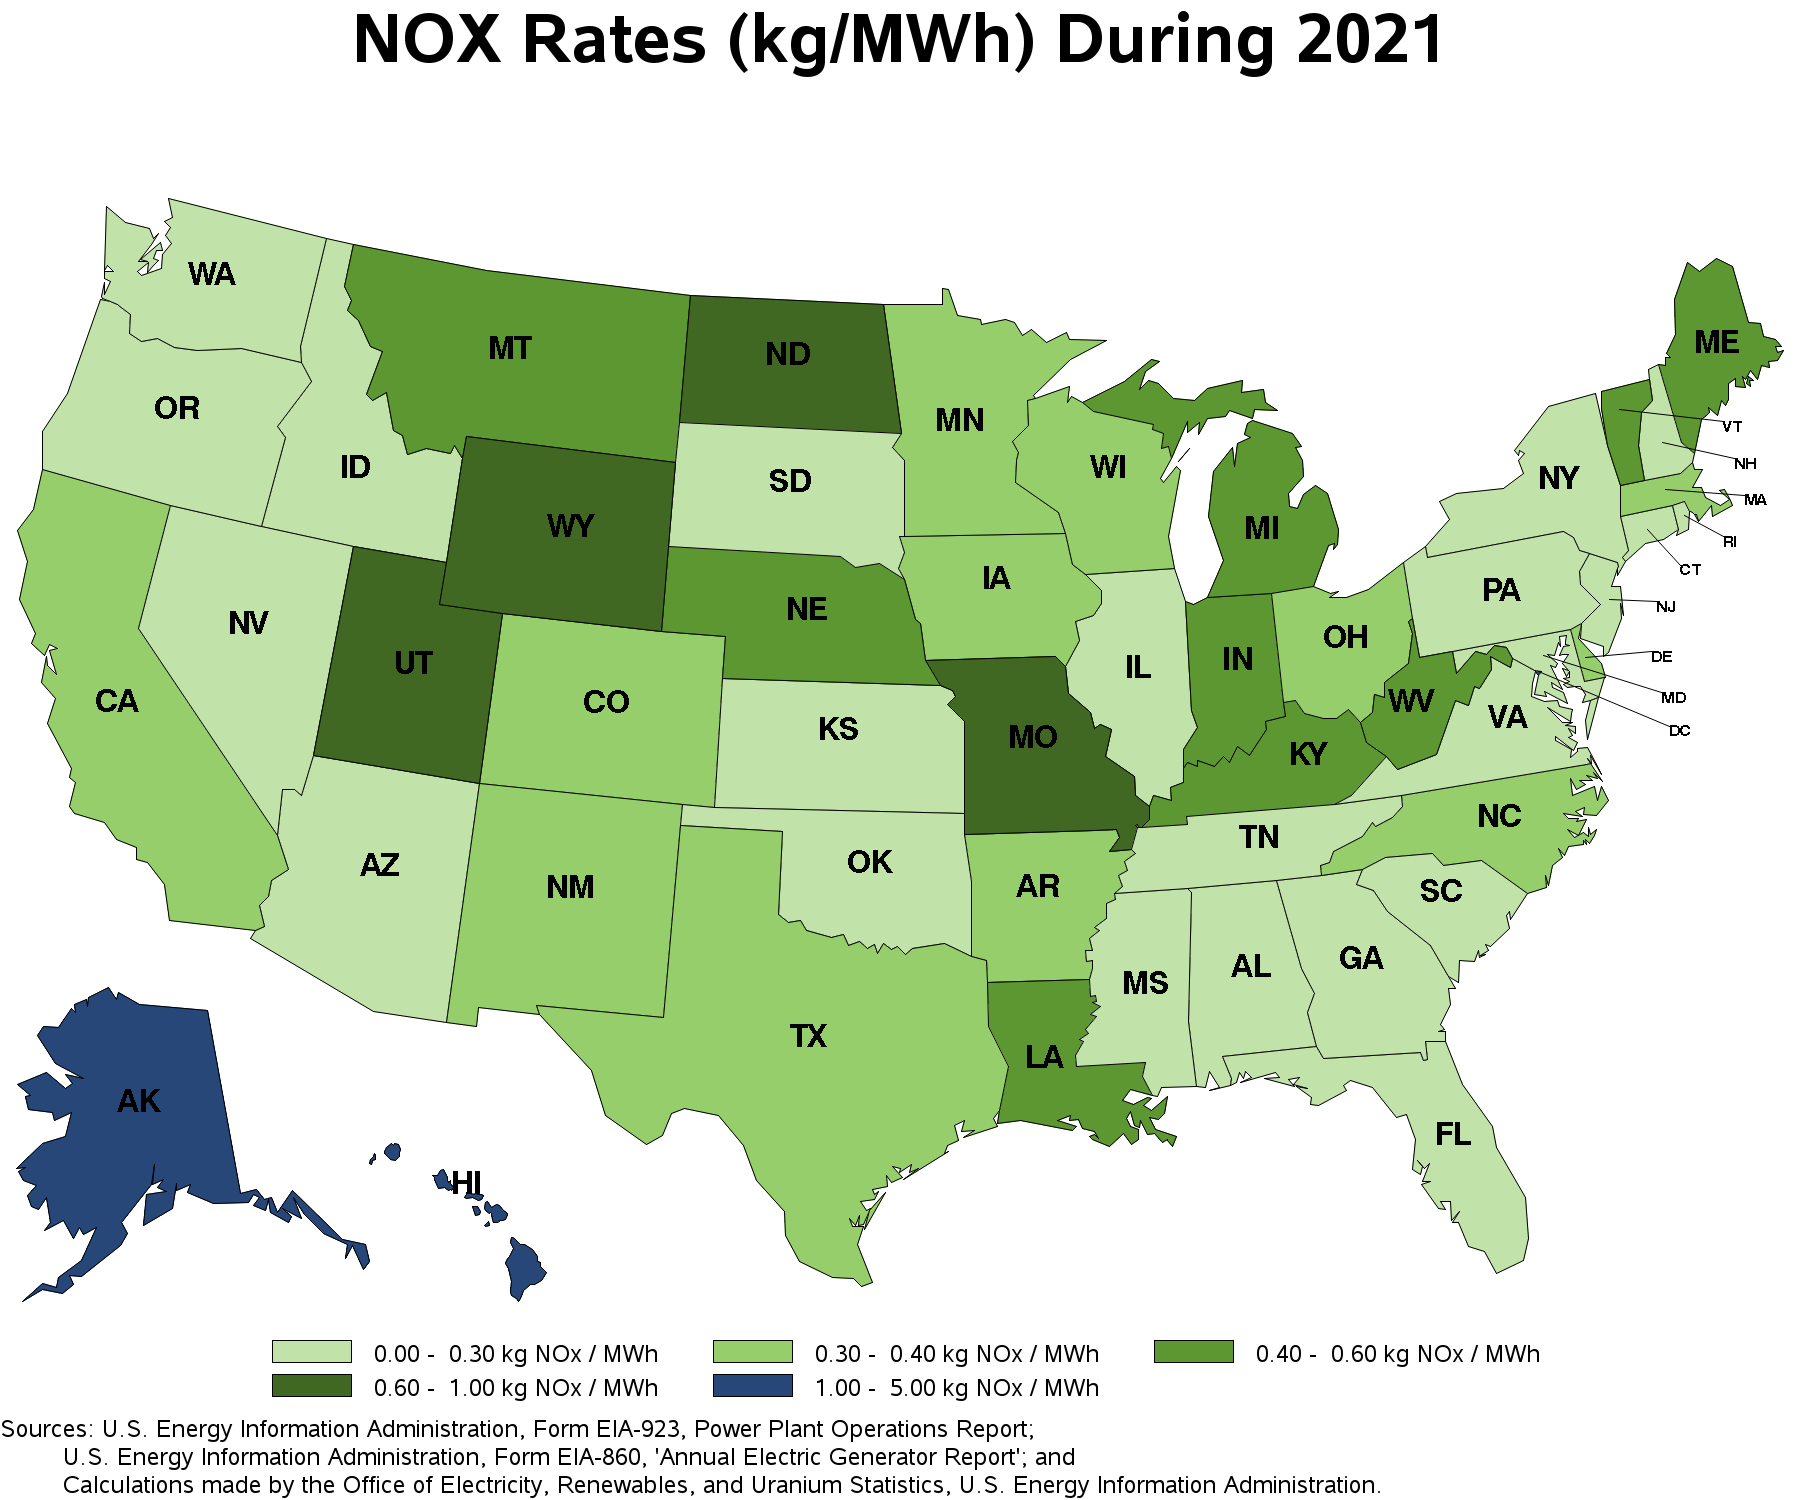 NOX Rates (kg/MWh) During 2021
WA
MT
ND
ME
OR
MN
VT
ID
SD
WI
NY
NH
WY
MI
MA
RI
IA
CT
NE
PA
NJ
NV
UT
IL
IN
OH
DE
CA
CO
KS
MO
WV
VA
MD
DC
KY
NC
TN
AZ
NM
OK
AR
SC
MS
AL
GA
TX
LA
AK
FL
HI
0.00 - 0.30 kg NOx / MWh
0.30 - 0.40 kg NOx / MWh
0.40 - 0.60 kg NOx / MWh
0.60 - 1.00 kg NOx / MWh
1.00 - 5.00 kg NOx / MWh
Sources: U.S. Energy Information Administration, Form EIA-923, Power Plant Operations Report;
U.S. Energy Information Administration, Form EIA-860, 'Annual Electric Generator Report'; and
Calculations made by the Office of Electricity, Renewables, and Uranium Statistics, U.S. Energy Information Administration.